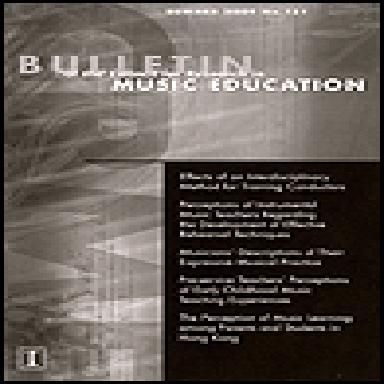 BULLETIN
MUSIC EDUCATION
Effects of an Interdisciplinary
Method for Training Conductors
Perceptions of Instrumental
Music Teachers Regarding
the Development of Effective
Rehearsal Techniques
Musicians' Descriptions of Their
Expressive Musical Practice
Preservice Teachers' Perceptions
of Early Childhood Music
Teaching Experiences
The Perception of Music Learning
among Parents and Students in
Hong Kong
I